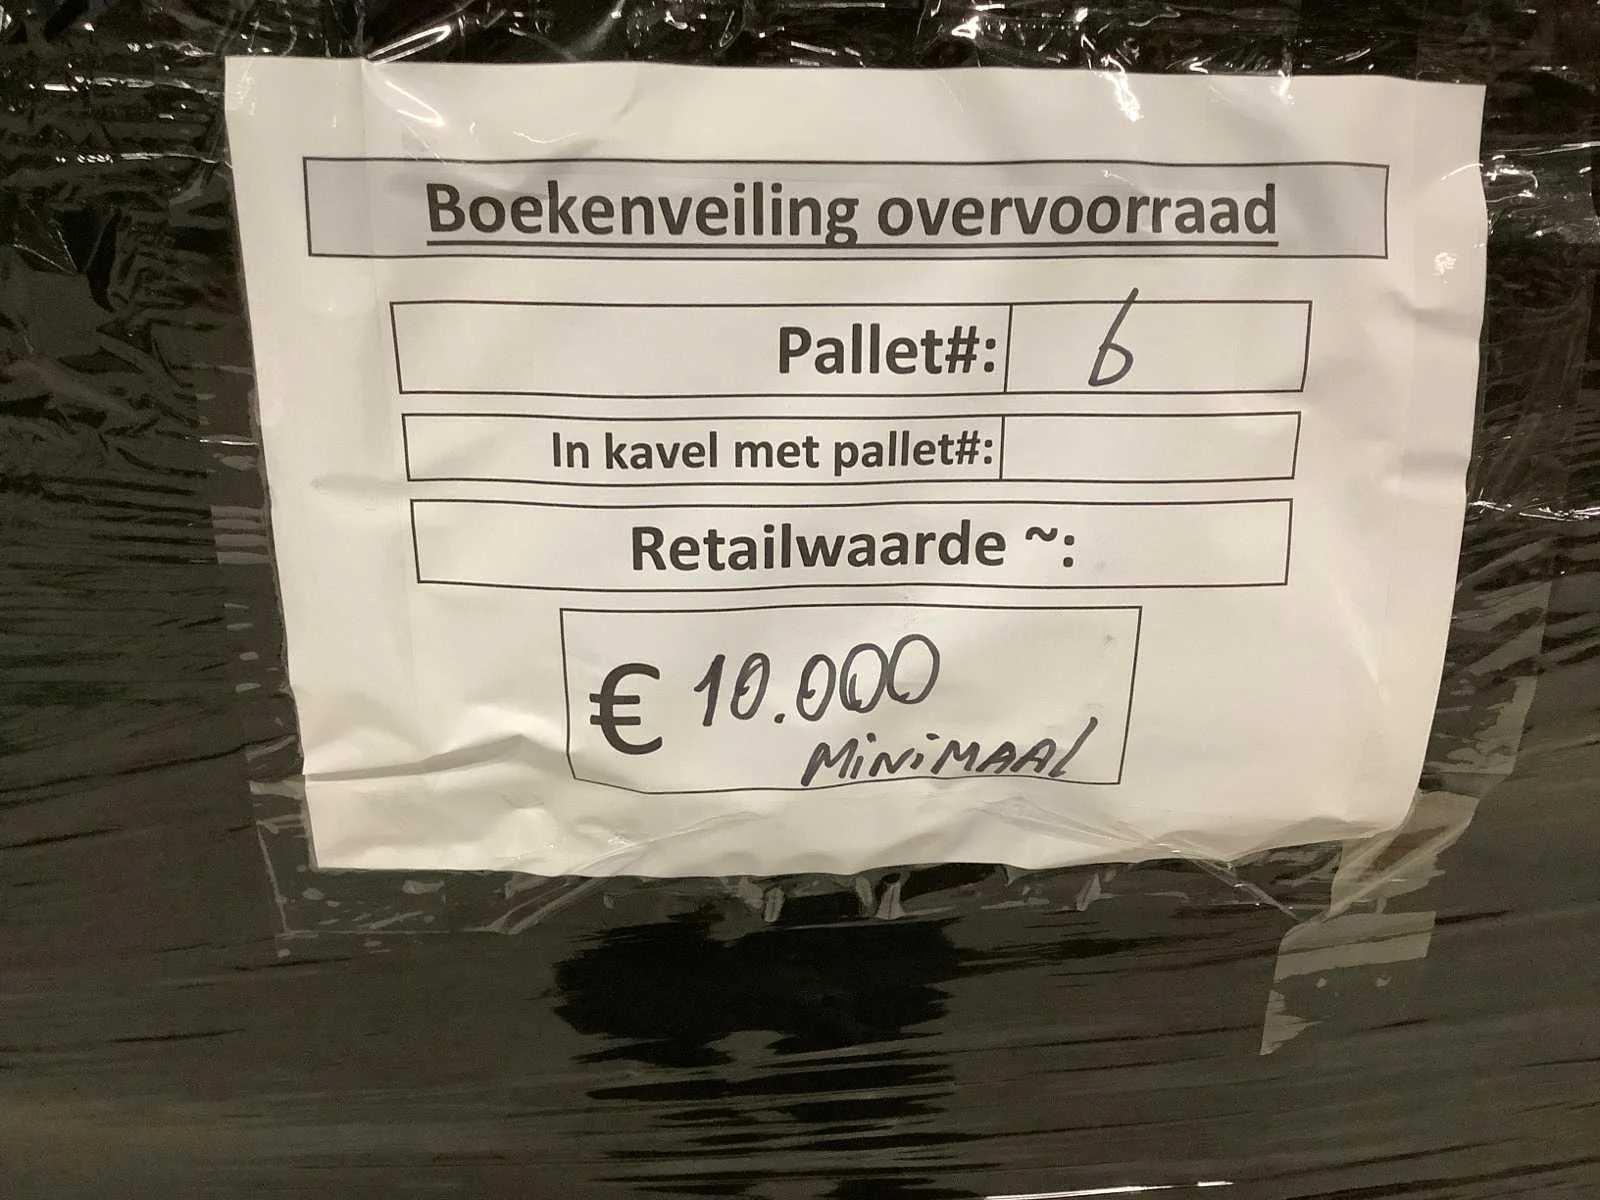 Boekenveiling overvoorraad
Pallet#: 6
In kavel met pallet#:
Retailwaarde ~:
€ 10.000
MiNiMAAL